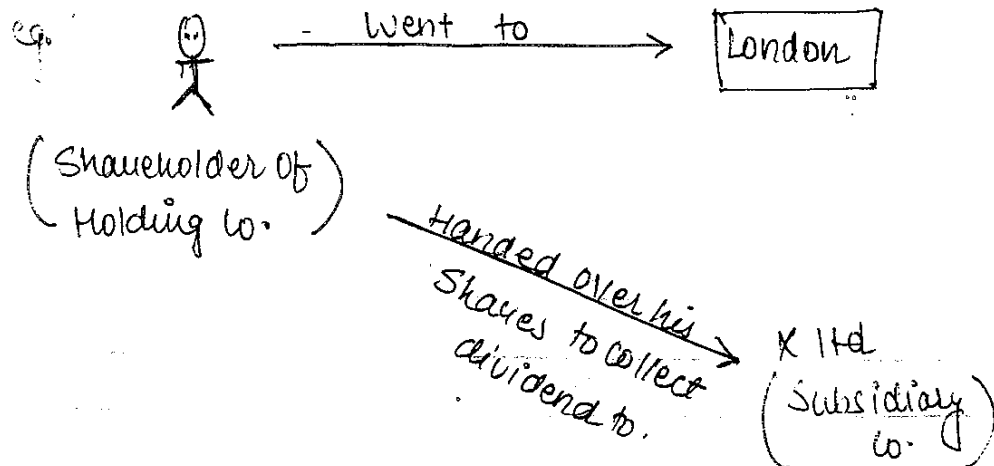 eg.
Went to
London
(Shareholder of
Holding Co.)
Handed over his
Shares to collect
dividend to.
X ltd
(Subsidiary
Co.)